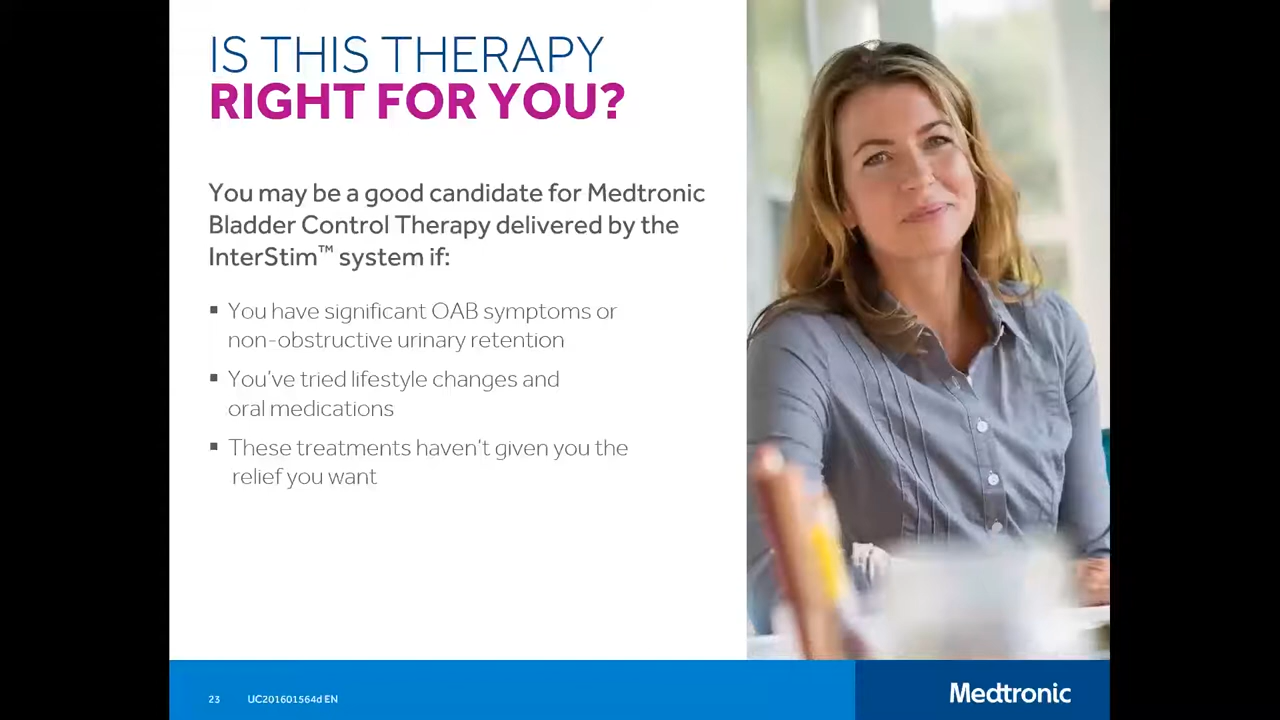 IS THIS THERAPY
RIGHT FOR YOU?
You may be a good candidate for Medtronic
Bladder Control Therapy delivered by the
InterStim™ system if:
▪ You have significant OAB symptoms or
non-obstructive urinary retention
▪ You've tried lifestyle changes and
oral medications
▪ These treatments haven't given you the
relief you want
23 UC201601564d EN
Medtronic